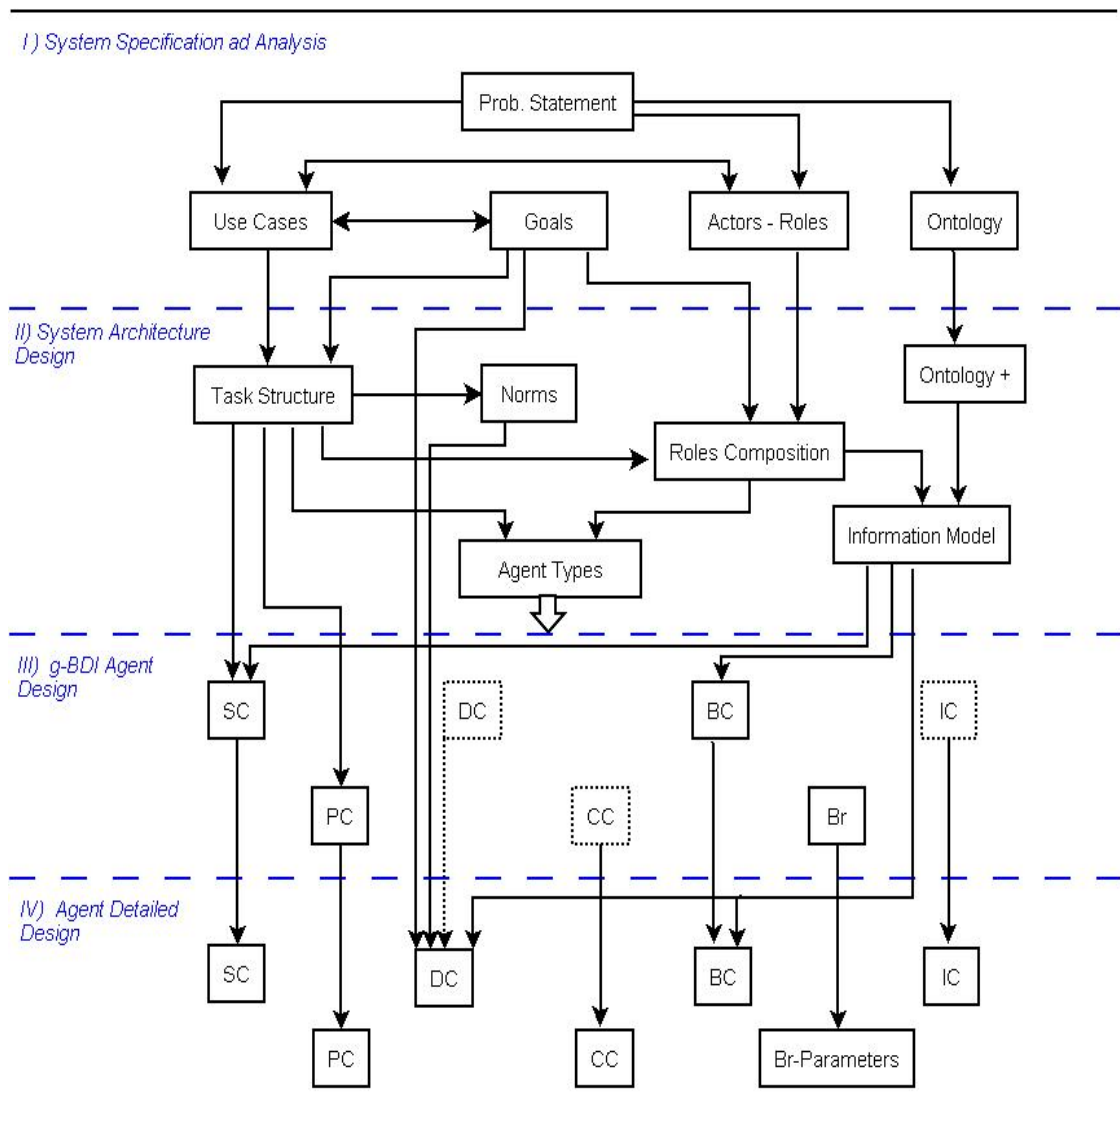 I ) System Specification ad Analysis
Prob. Statement
Use Cases
Goals
Actors - Roles
Ontology
II) System Architecture
Design
Ontology +
Task Structure
Norms
Roles Composition
Information Model
Agent Types
III) g-BDI Agent
Design
SC
DC
BC
IC
PC
CC
Br
IV) Agent Detailed
Design
SC
DC
BC
IC
PC
CC
Br-Parameters